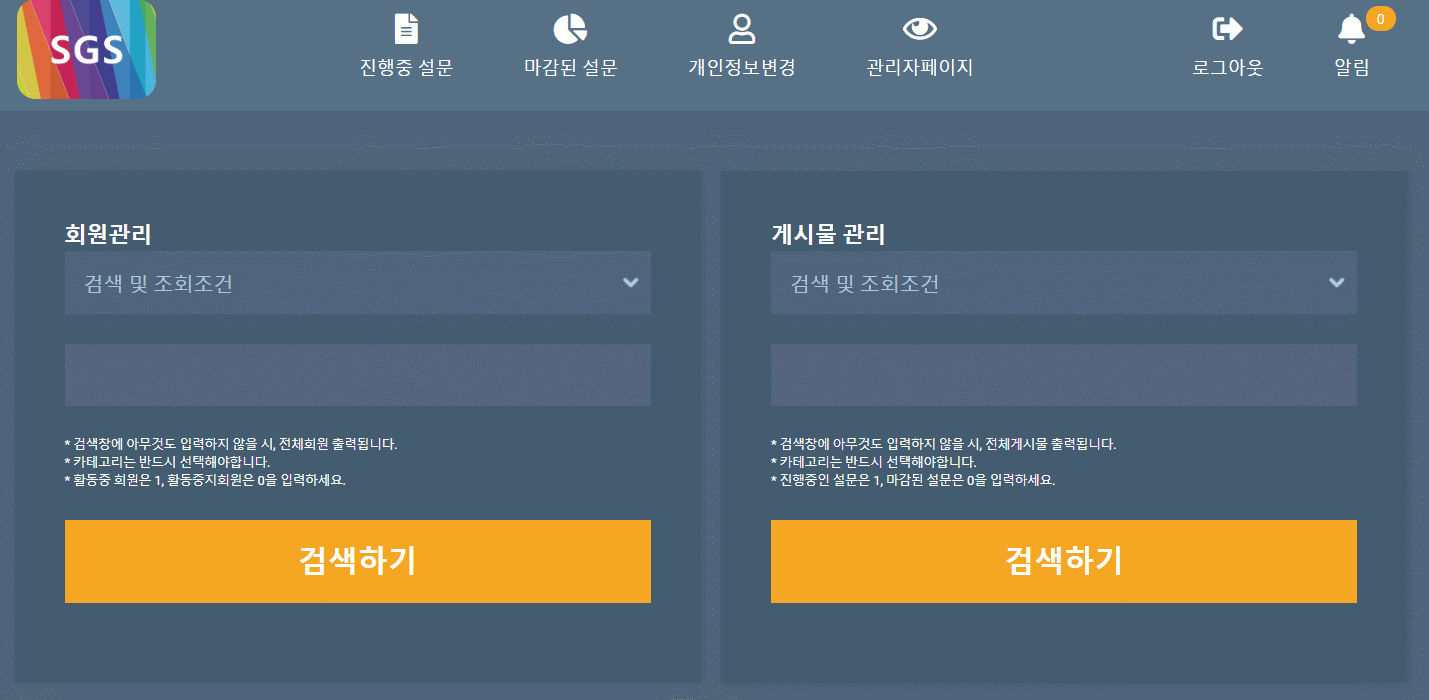 SGS
진행중 설문
마감된 설문
개인정보변경
관리자페이지
로그아웃
알림
0
회원관리
검색 및 조회조건
* 검색창에 아무것도 입력하지 않을 시, 전체회원 출력됩니다.
* 카테고리는 반드시 선택해야합니다.
* 활동중 회원은 1, 활동중지회원은 0을 입력하세요.
검색하기
게시물 관리
검색 및 조회조건
* 검색창에 아무것도 입력하지 않을 시, 전체게시물 출력됩니다.
* 카테고리는 반드시 선택해야합니다.
* 진행중인 설문은 1, 마감된 설문은 0을 입력하세요.
검색하기